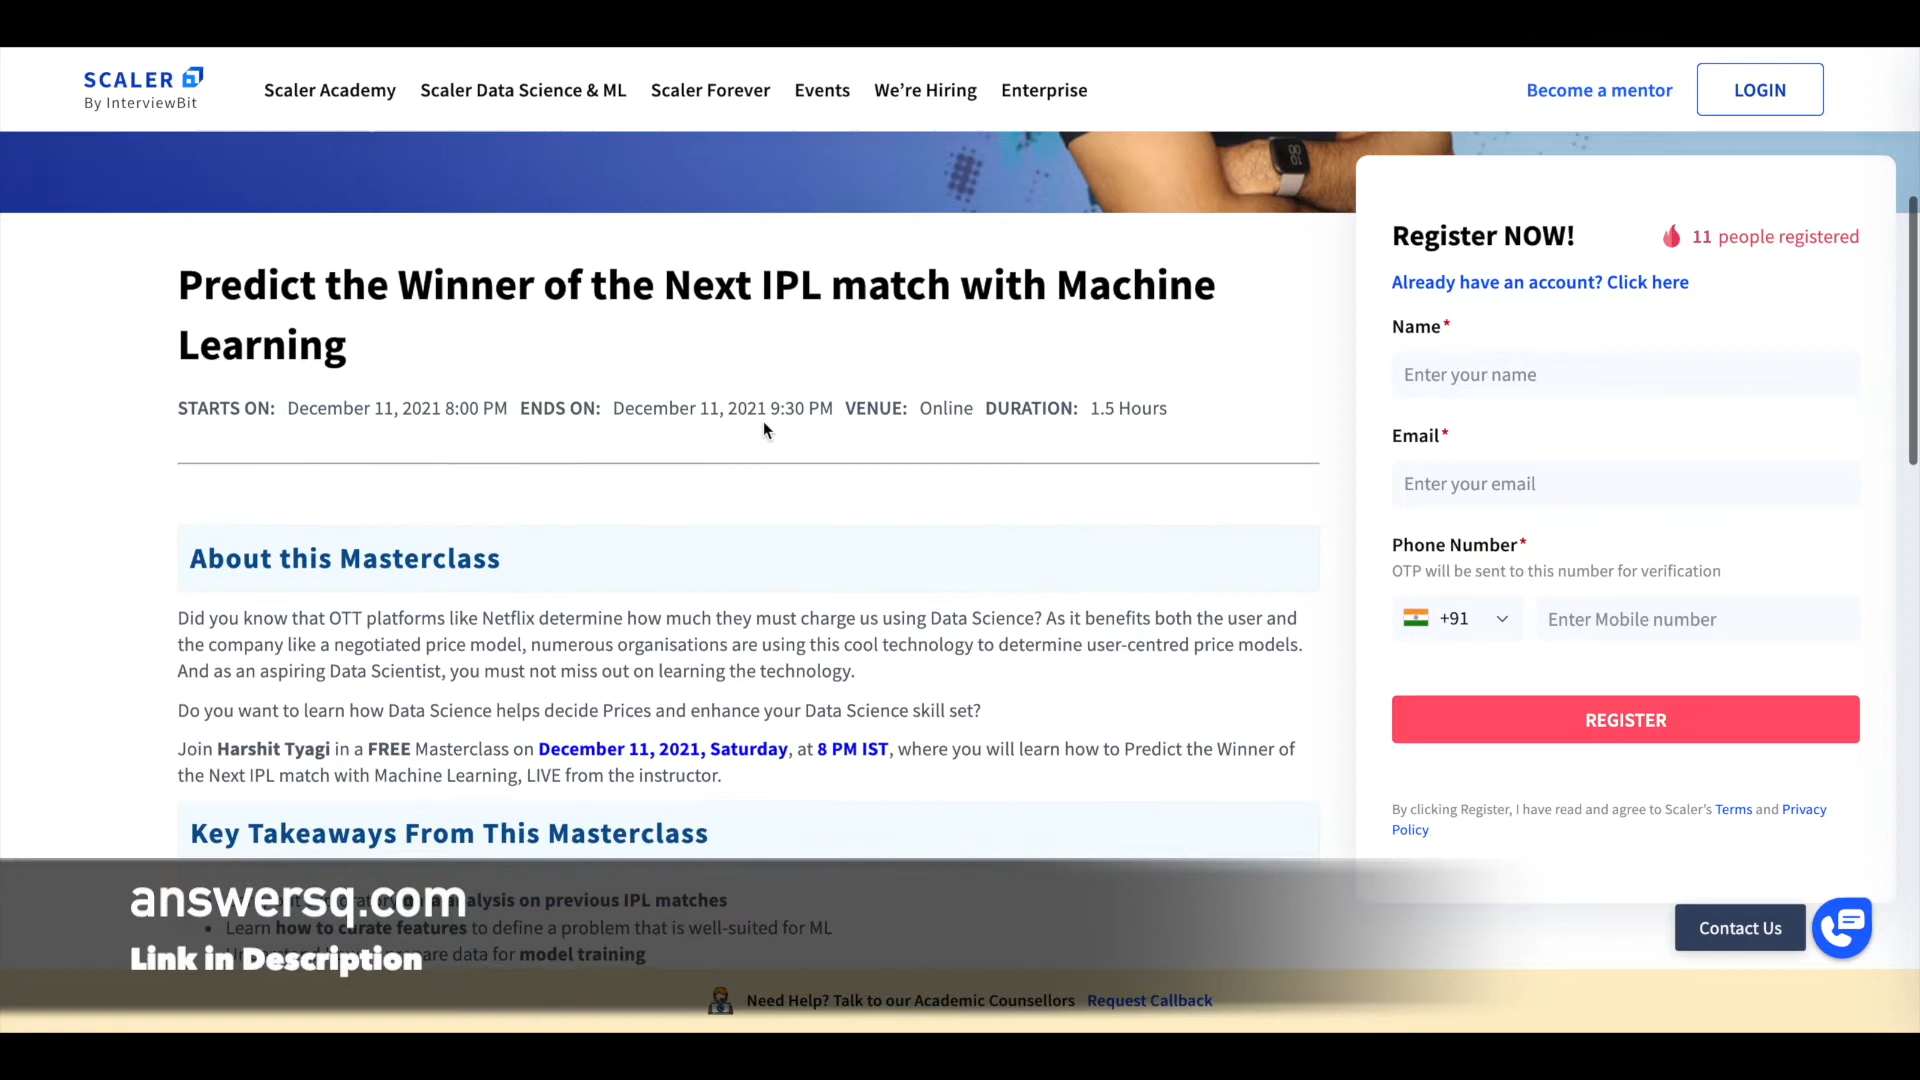 SCALER
By InterviewBit
Scaler Academy
Scaler Data Science & ML
Scaler Forever
Events
We’re Hiring
Enterprise
Become a mentor
LOGIN
Predict the Winner of the Next IPL match with Machine
Learning
STARTS ON: December 11, 2021 8:00 PM ENDS ON: December 11, 2021 9:30 PM VENUE: Online DURATION: 1.5 Hours
About this Masterclass
Did you know that OTT platforms like Netflix determine how much they must charge us using Data Science? As it benefits both the user and
the company like a negotiated price model, numerous organisations are using this cool technology to determine user-centred price models.
And as an aspiring Data Scientist, you must not miss out on learning the technology.
Do you want to learn how Data Science helps decide Prices and enhance your Data Science skill set?
Join Harshit Tyagi in a FREE Masterclass on December 11, 2021, Saturday, at 8 PM IST, where you will learn how to Predict the Winner of
the Next IPL match with Machine Learning, LIVE from the instructor.
Key Takeaways From This Masterclass
on previous IPL matches
Learn how to curate features to define a problem that is well-suited for ML
data for model training
Register NOW!
11 people registered
Already have an account? Click here
Name*
Enter your name
Email*
Enter your email
Phone Number*
OTP will be sent to this number for verification
+91
Enter Mobile number
REGISTER
By clicking Register, I have read and agree to Scaler’s Terms and Privacy
Policy
Contact Us
answersq.com
Link in Description
Need Help? Talk to our Academic Counsellors Request Callback